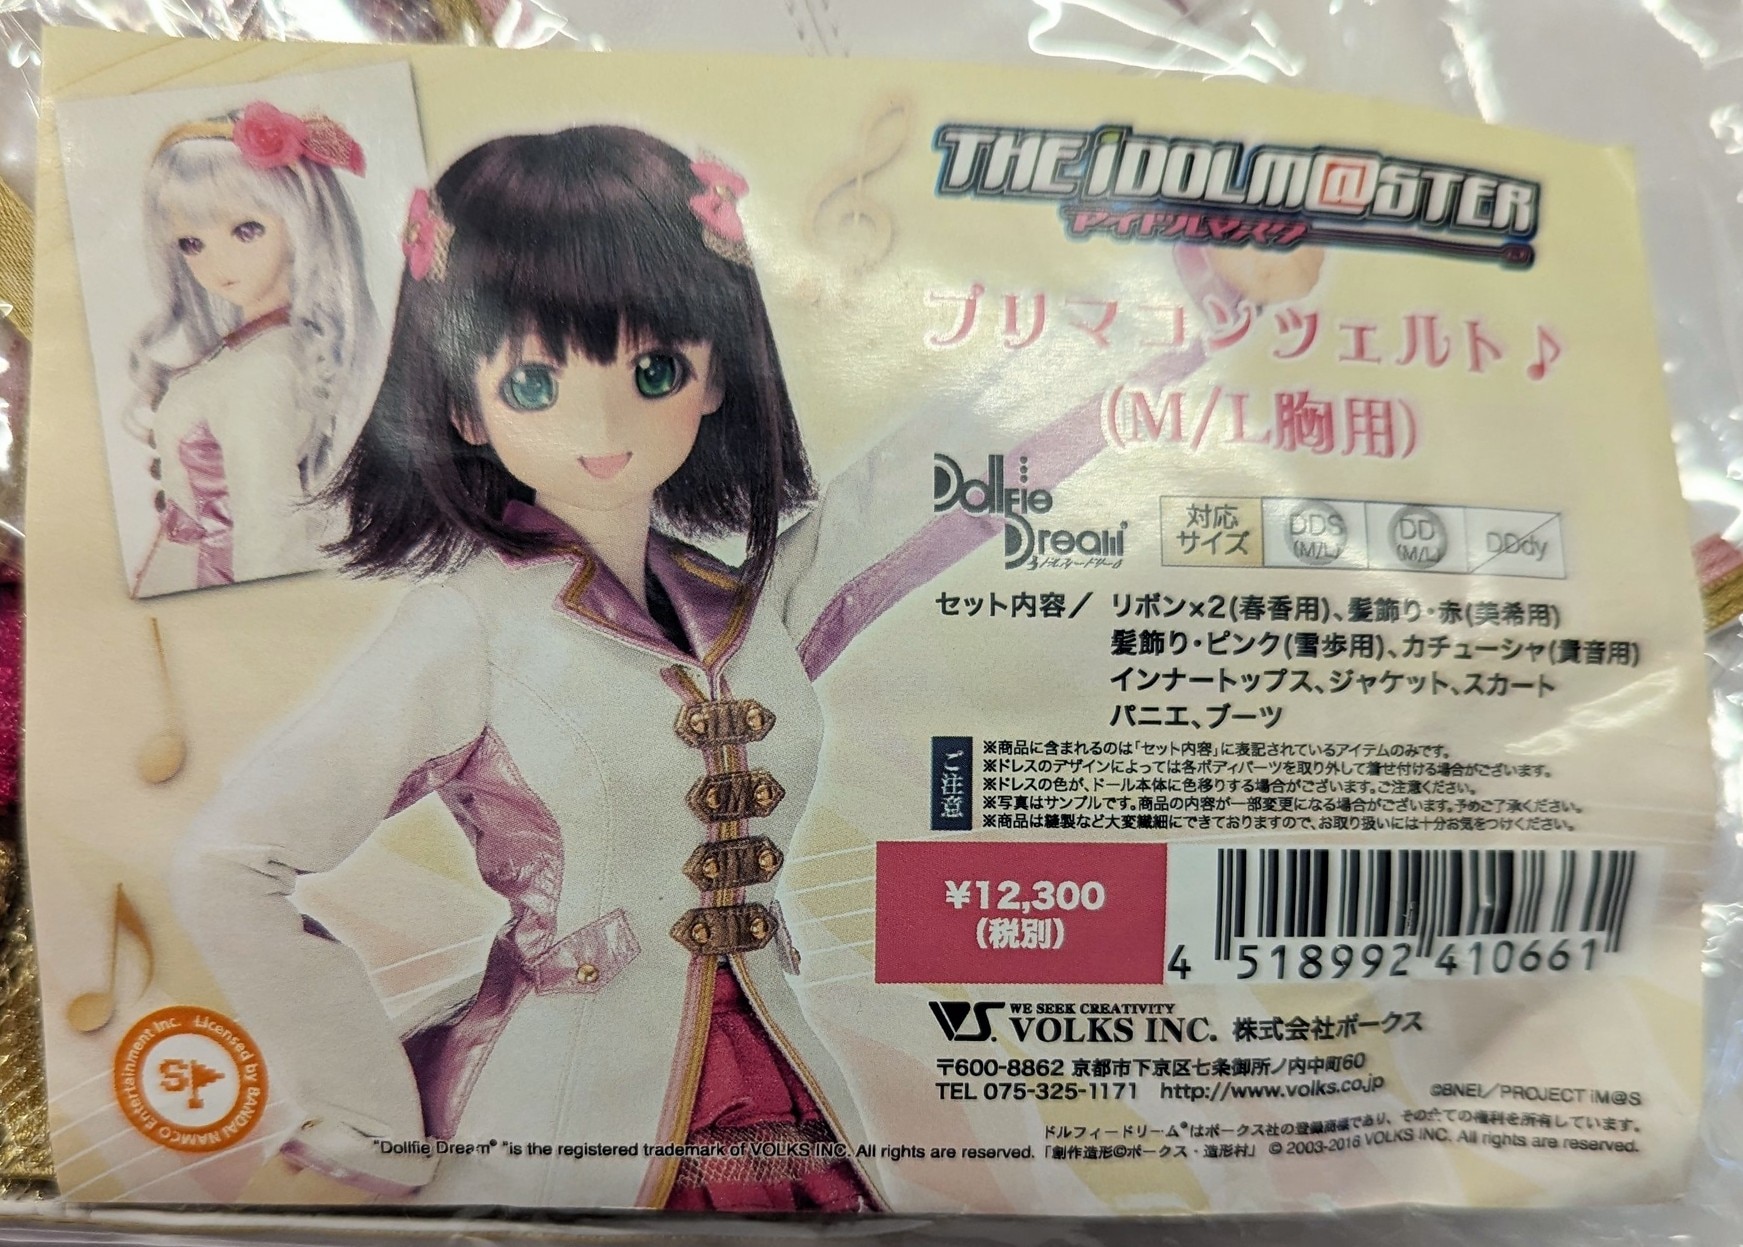 THE iDOLM@STER
アイドルマスター
プリマコンツェルト♪
(M/L胸用)
Dollfie
Dream®
ドルフィードリーム
対応
サイズ
DDS
(M/L)
DD
(M/L)
DDdy
セット内容／ リボン×2(春香用)、髪飾り・赤(美希用)
髪飾り・ピンク(雪歩用)、カチューシャ(貴音用)
インナートップス、ジャケット、スカート
パニエ、ブーツ
ご注意
※商品に含まれるのは「セット内容」に表記されているアイテムのみです。
※ドレスのデザインによっては各ボディパーツを取り外して着せ付ける場合がございます。
※ドレスの色が、ドール本体に色移りする場合がございます。ご注意ください。
※写真はサンプルです。商品の内容が一部変更になる場合がございます。予めご了承ください。
※商品は縫製など大変繊細にできておりますので、お取り扱いには十分お気をつけください。
¥12,300
(税別)
4 518992 410661
VS. WE SEEK CREATIVITY
VOLKS INC. 株式会社ボークス
〒600-8862 京都市下京区七条御所ノ内中町60
TEL 075-325-1171 http://www.volks.co.jp
©BNEI／PROJECT iM@S
Licensed by BANDAI NAMCO Entertainment Inc.
ドルフィードリーム®はボークス社の登録商標であり、その全ての権利を所有しています。
"Dollfie Dream® "is the registered trademark of VOLKS INC. All rights are reserved. 「創作造形©ボークス・造形村」 © 2003-2016 VOLKS INC. All rights are reserved.